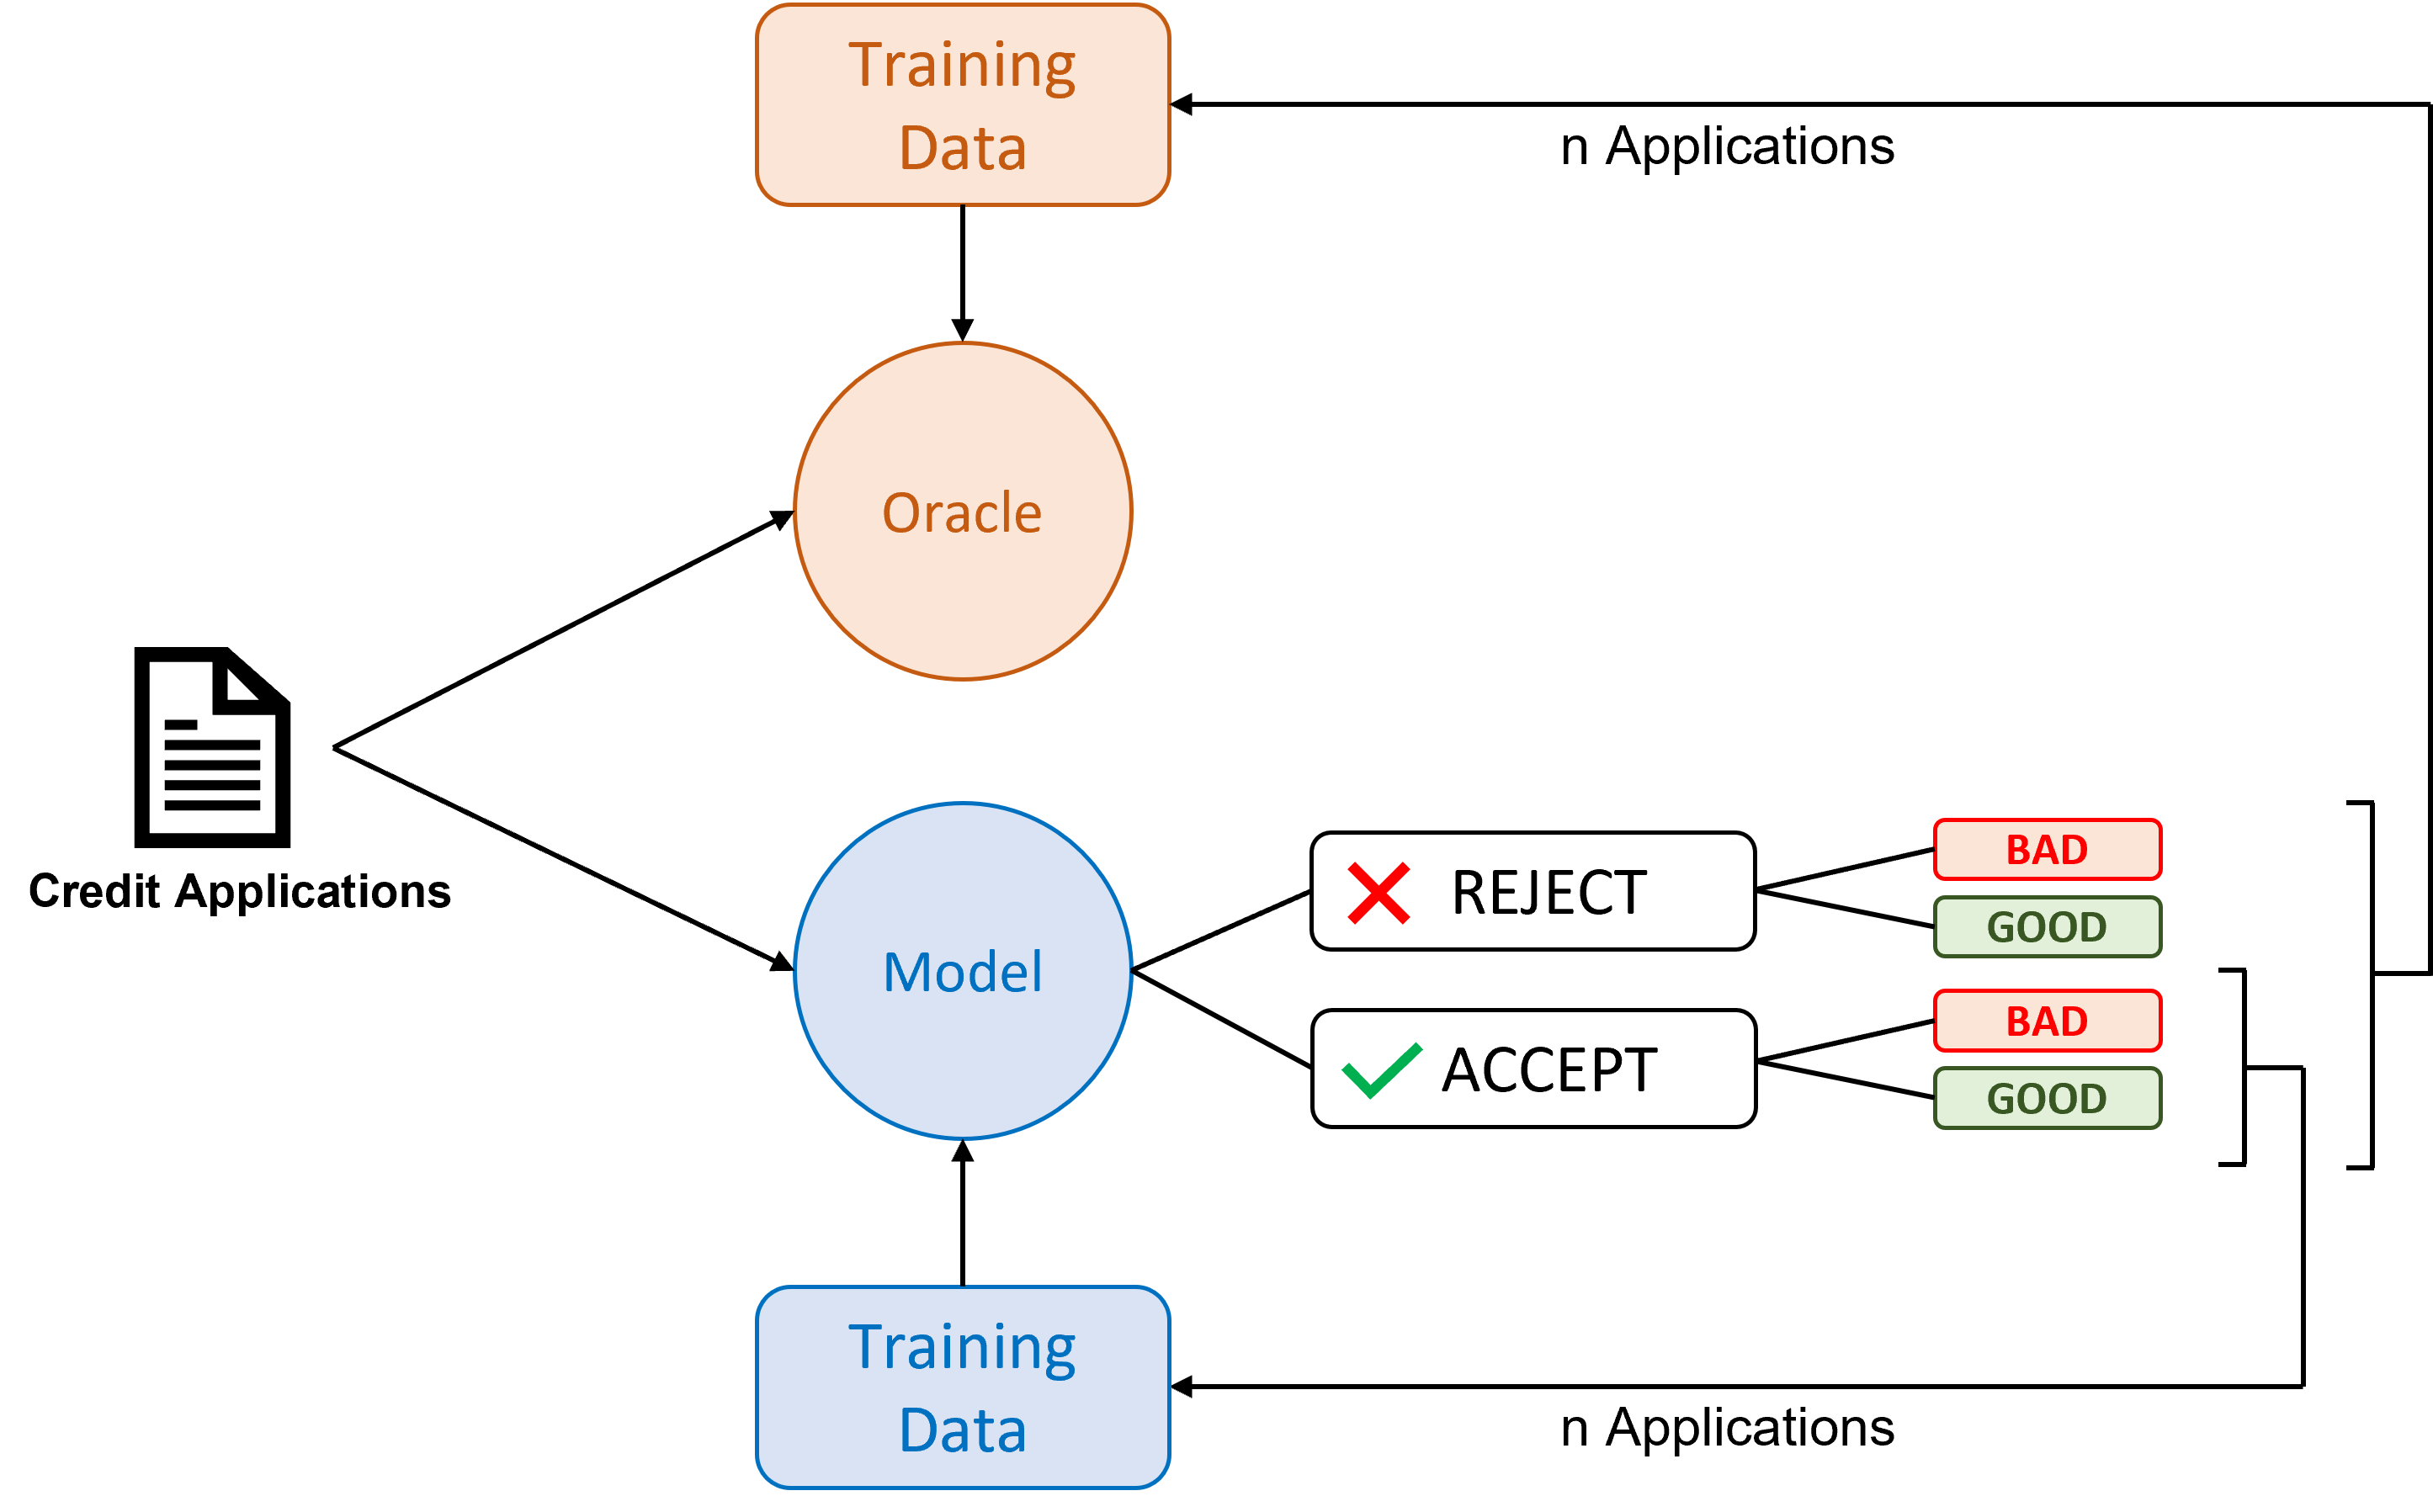 Training
Data
n Applications
Oracle
Credit Applications
Model
REJECT
BAD
GOOD
ACCEPT
BAD
GOOD
Training
Data
n Applications